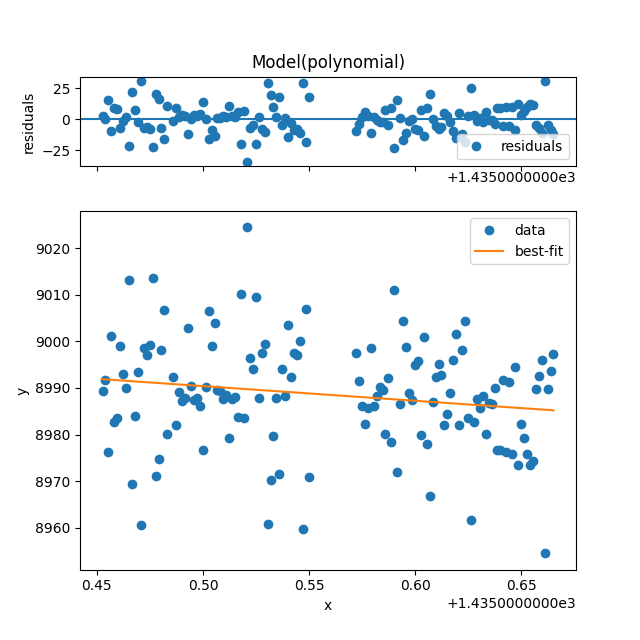 Model(polynomial)
25
0
−25
residuals
residuals
+1.4350000000e3
9020
9010
9000
8990
8980
8970
8960
y
data
best-fit
0.45
0.50
0.55
0.60
0.65
x
+1.4350000000e3